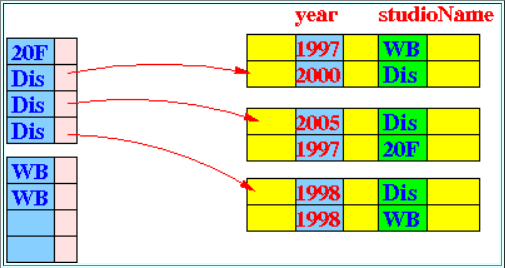 year studioName
20F
Dis
Dis
Dis
WB
WB
1997 WB
2000 Dis
2005 Dis
1997 20F
1998 Dis
1998 WB